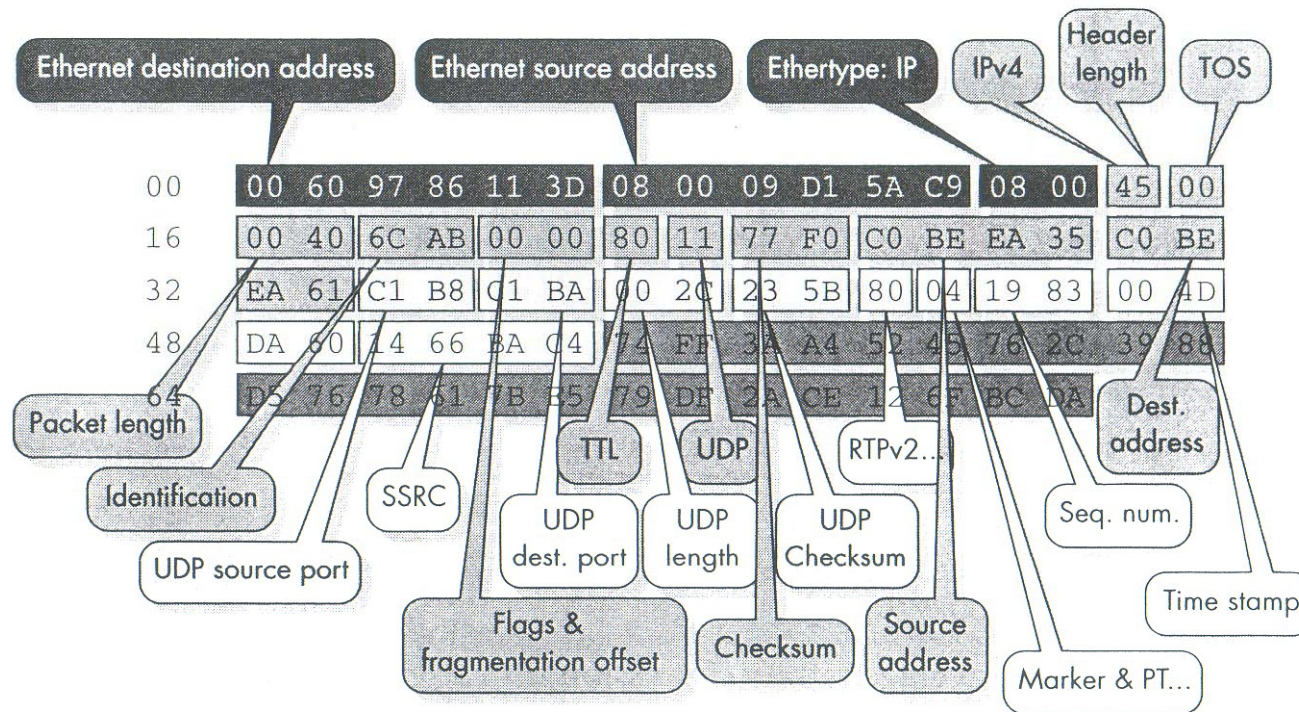 Ethernet destination address
Ethernet source address
Ethertype: IP
IPv4
Header
length
TOS
00 00 60 97 86 11 3D 08 00 09 D1 5A C9 08 00 45 00
16 00 40 6C AB 00 00 80 11 77 F0 C0 BE EA 35 C0 BE
32 EA 61 C1 B8 C1 BA 00 2C 23 5B 80 04 19 83 00 4D
48 DA 60 14 66 BA C4 74 FF 3A A4 52 45 76 2C 39 88
64 D5 76 78 61 7B B5 79 DF 2A CE 12 6F BC DA
Packet length
TTL
UDP
RTPv2...
Dest.
address
Identification
SSRC
UDP
dest. port
UDP
length
UDP
Checksum
Seq. num.
UDP source port
Time stamp
Flags &
fragmentation offset
Checksum
Source
address
Marker & PT...